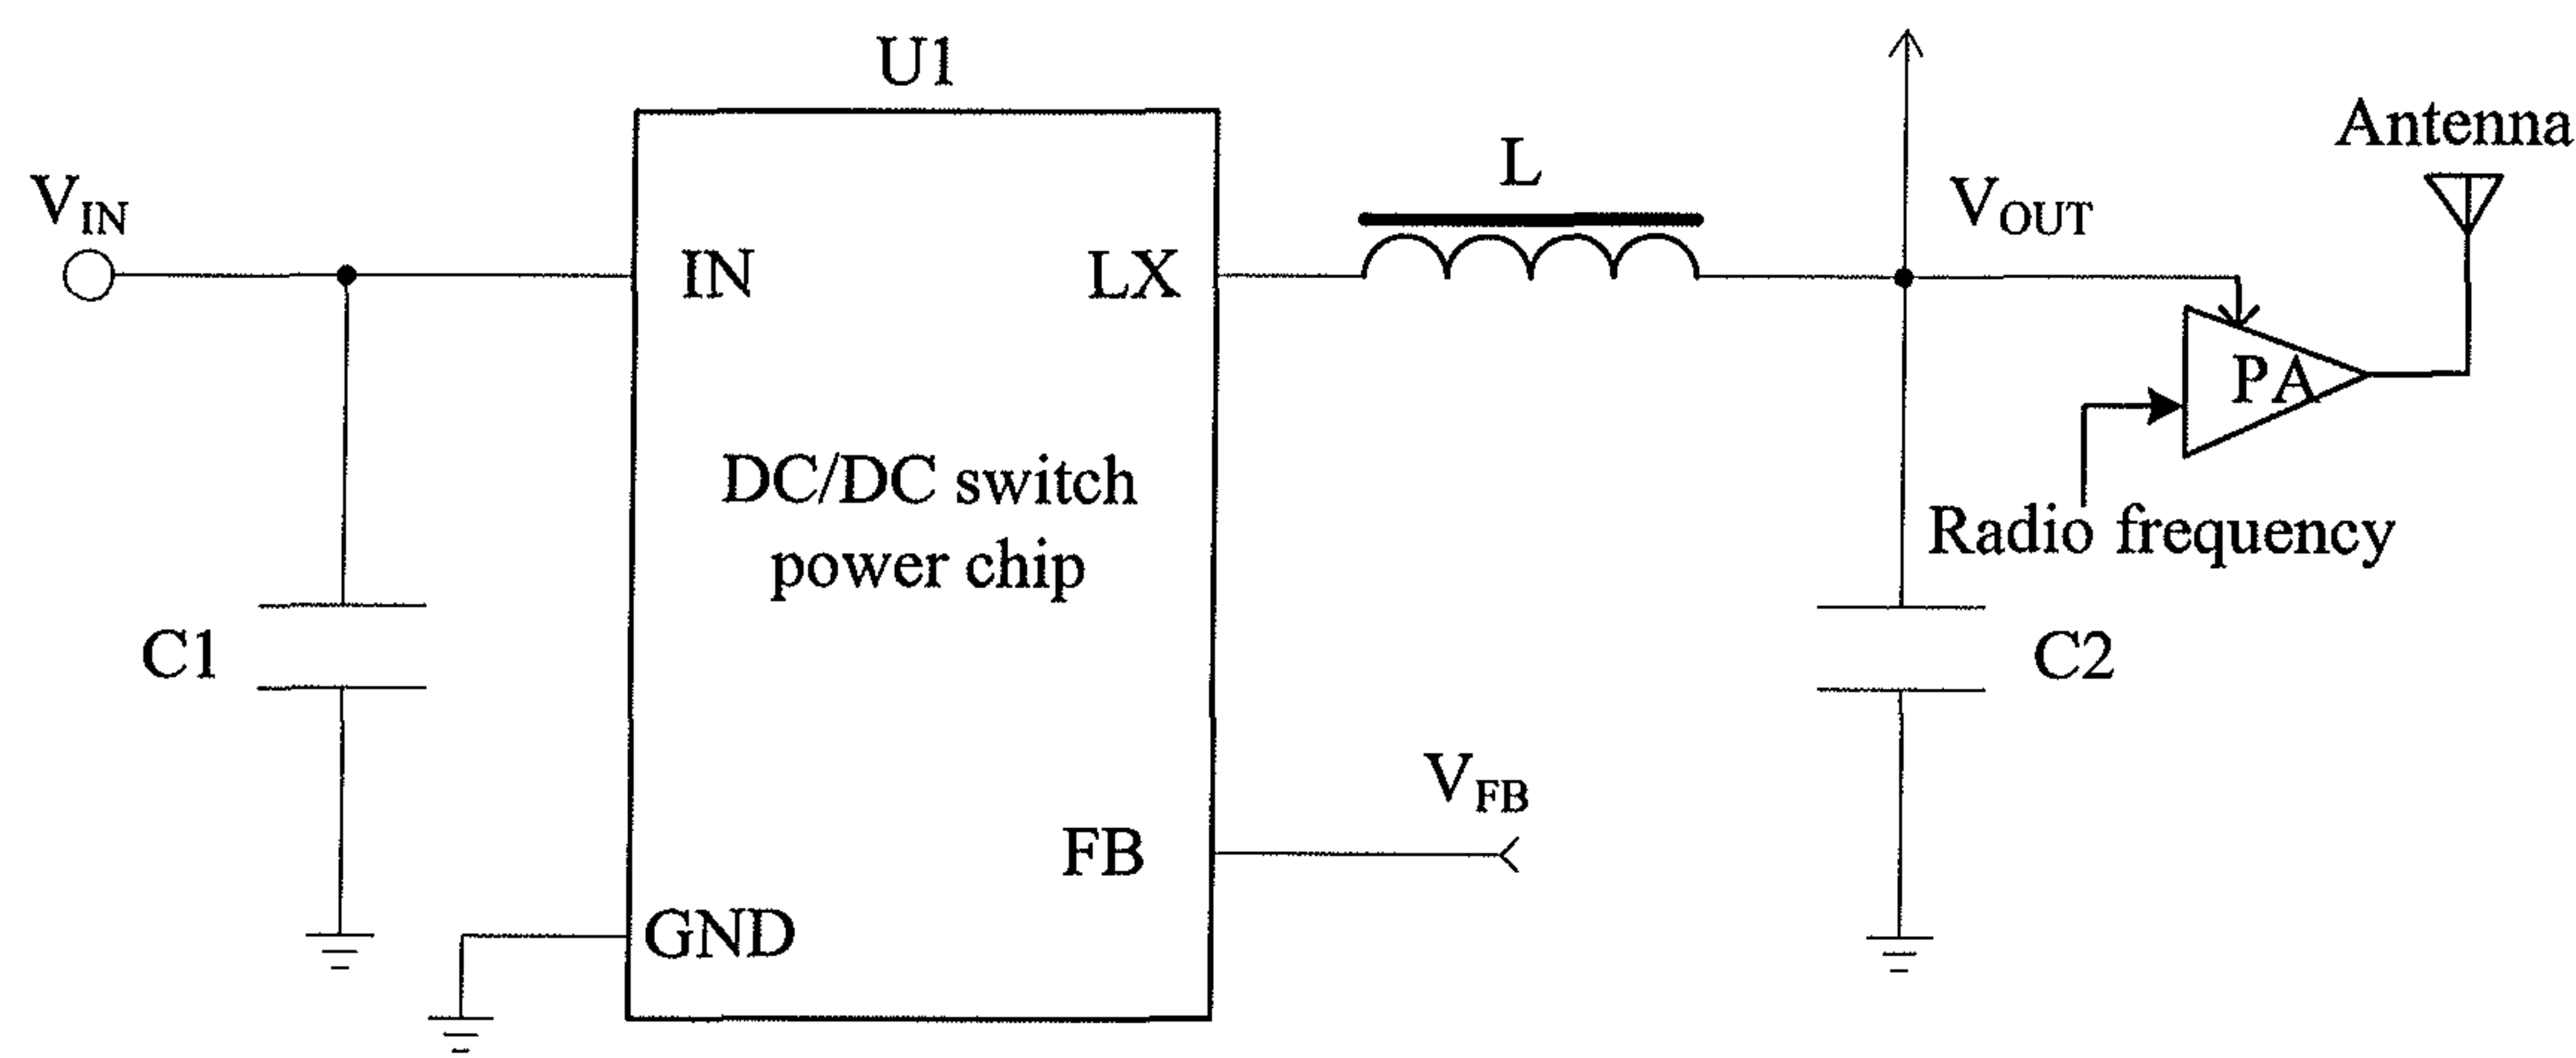 U1
Antenna
L
VIN
VOUT
IN
LX
PA
DC/DC switch
power chip
Radio frequency
C1
C2
VFB
FB
GND